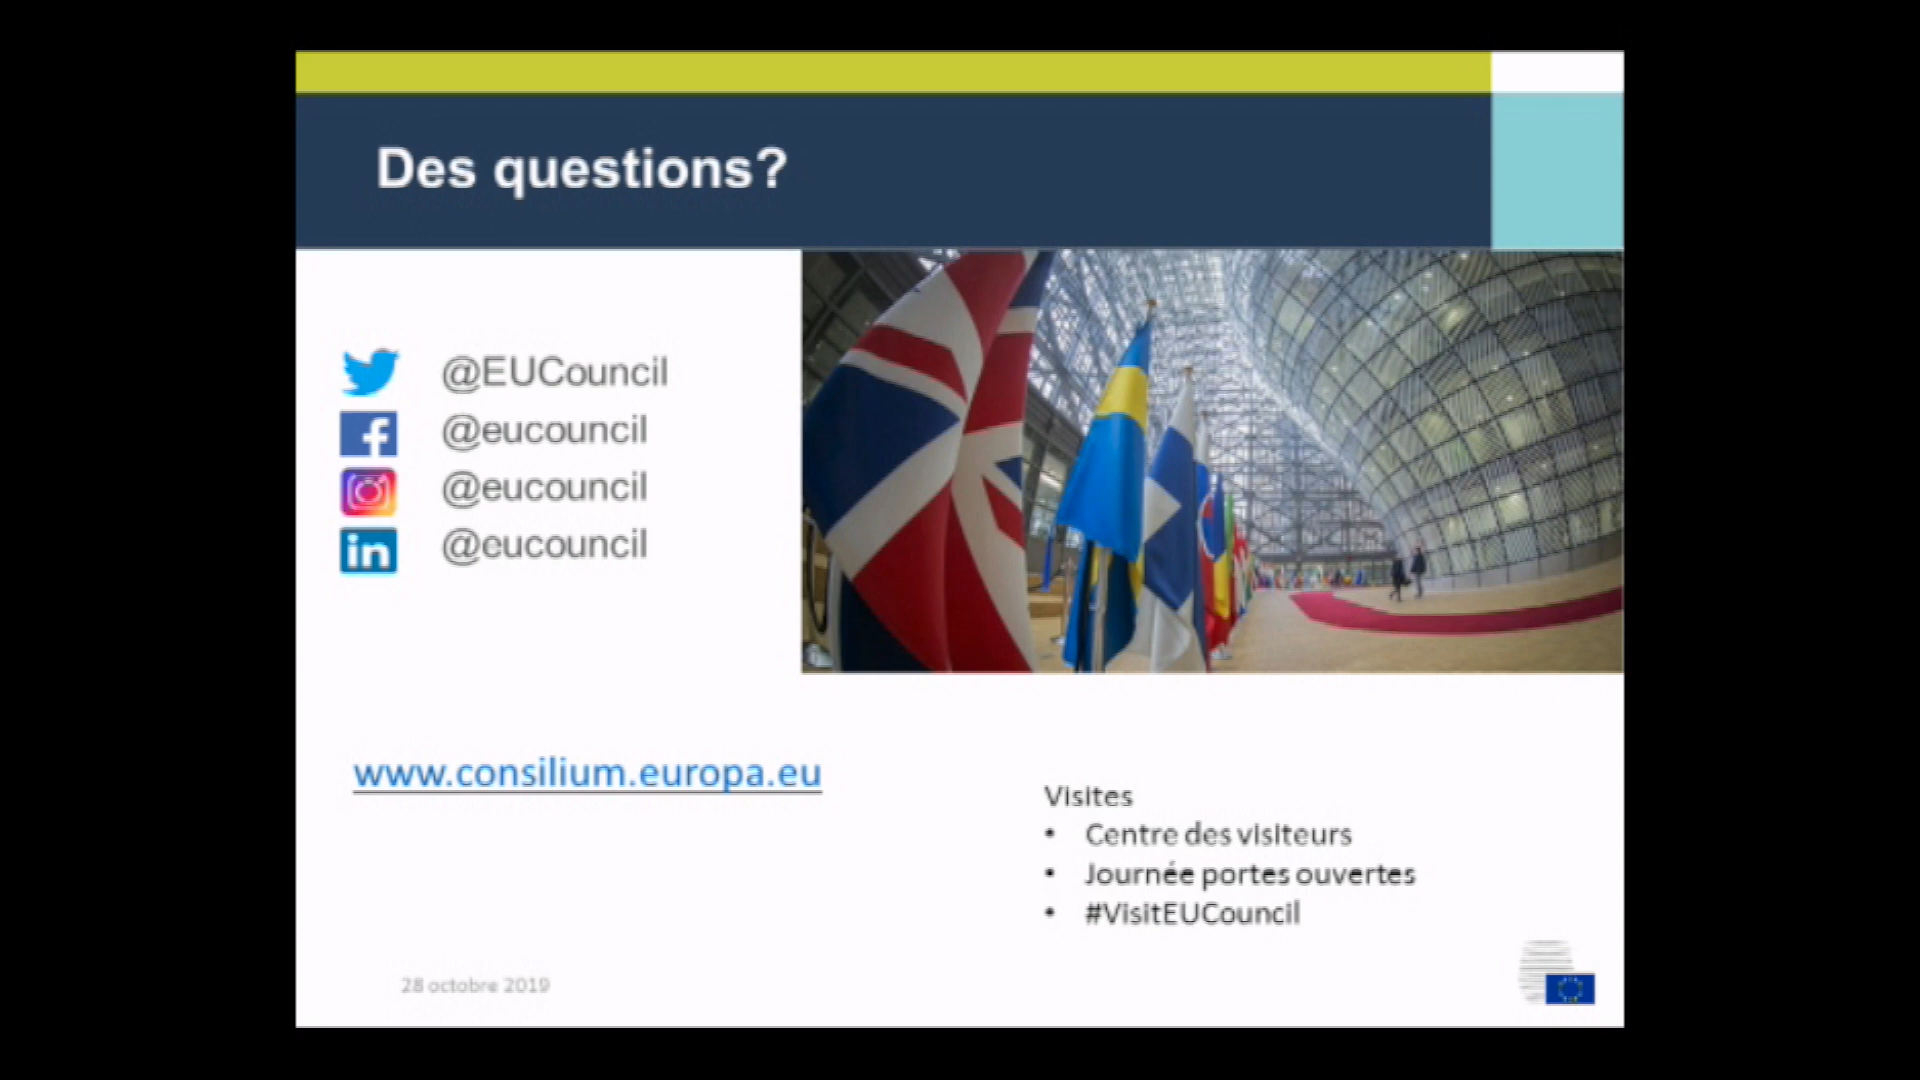 Des questions?
@EUCouncil
@eucouncil
@eucouncil
in
@eucouncil
www.consilium.europa.eu
Visites
• Centre des visiteurs
• Journée portes ouvertes
• #VisitEUCouncil
28 octobre 2019